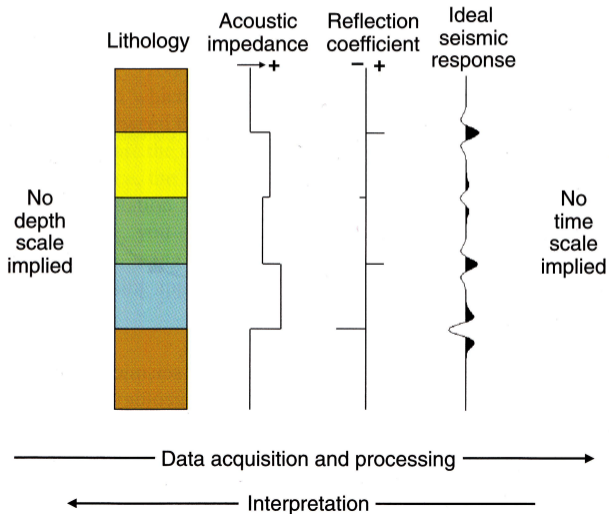 Lithology
Acoustic
impedance
+
Reflection
coefficient
− +
Ideal
seismic
response
No
depth
scale
implied
No
time
scale
implied
Data acquisition and processing
Interpretation